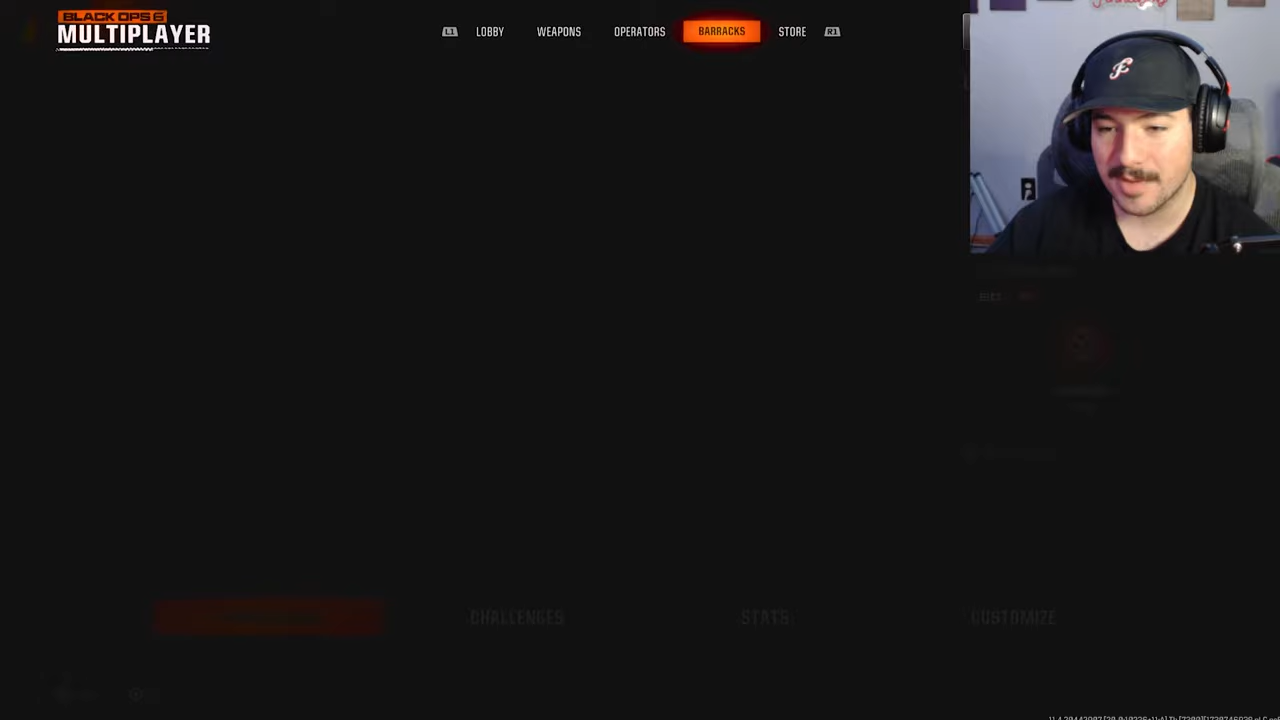 BLACK OPS 6
MULTIPLAYER
L1 LOBBY WEAPONS OPERATORS BARRACKS STORE R1
CHALLENGES STATS CUSTOMIZE